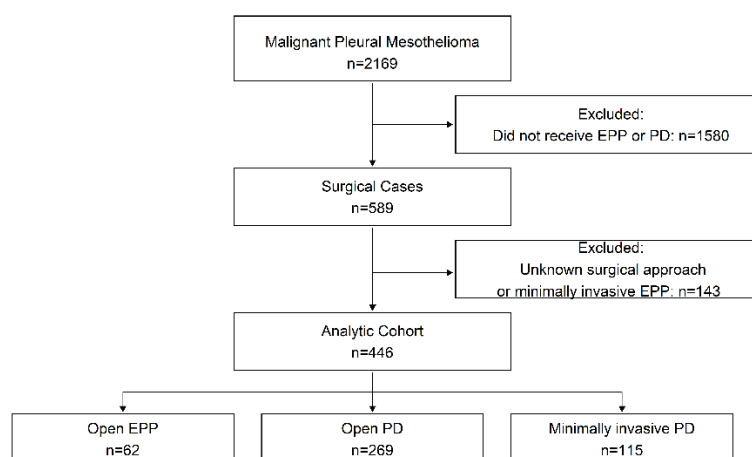 Malignant Pleural Mesothelioma
n=2169
Excluded:
Did not receive EPP or PD: n=1580
Surgical Cases
n=589
Excluded:
Unknown surgical approach
or minimally invasive EPP: n=143
Analytic Cohort
n=446
Open EPP
n=62
Open PD
n=269
Minimally invasive PD
n=115